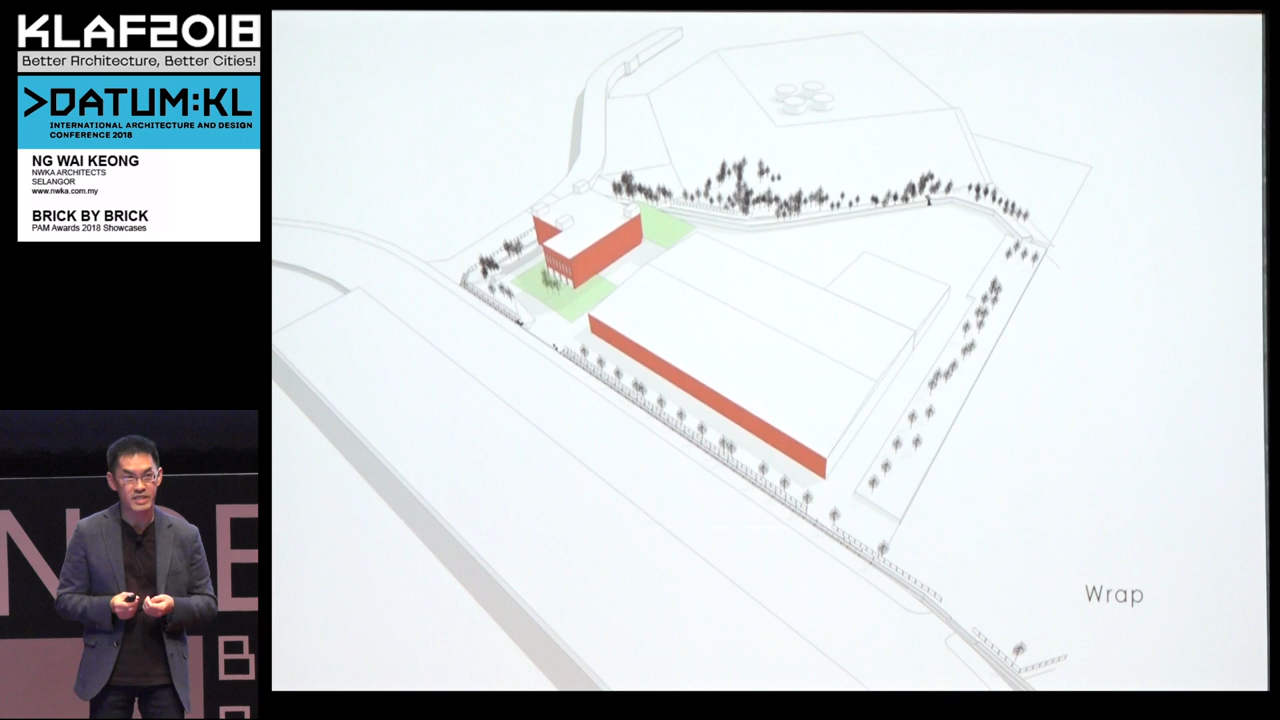 KLAF2018
Better Architecture, Better Cities!
>DATUM:KL
INTERNATIONAL ARCHITECTURE AND DESIGN
CONFERENCE 2018
NG WAI KEONG
NWKA ARCHITECTS
SELANGOR
www.nwka.com.my
BRICK BY BRICK
PAM Awards 2018 Showcases
Wrap